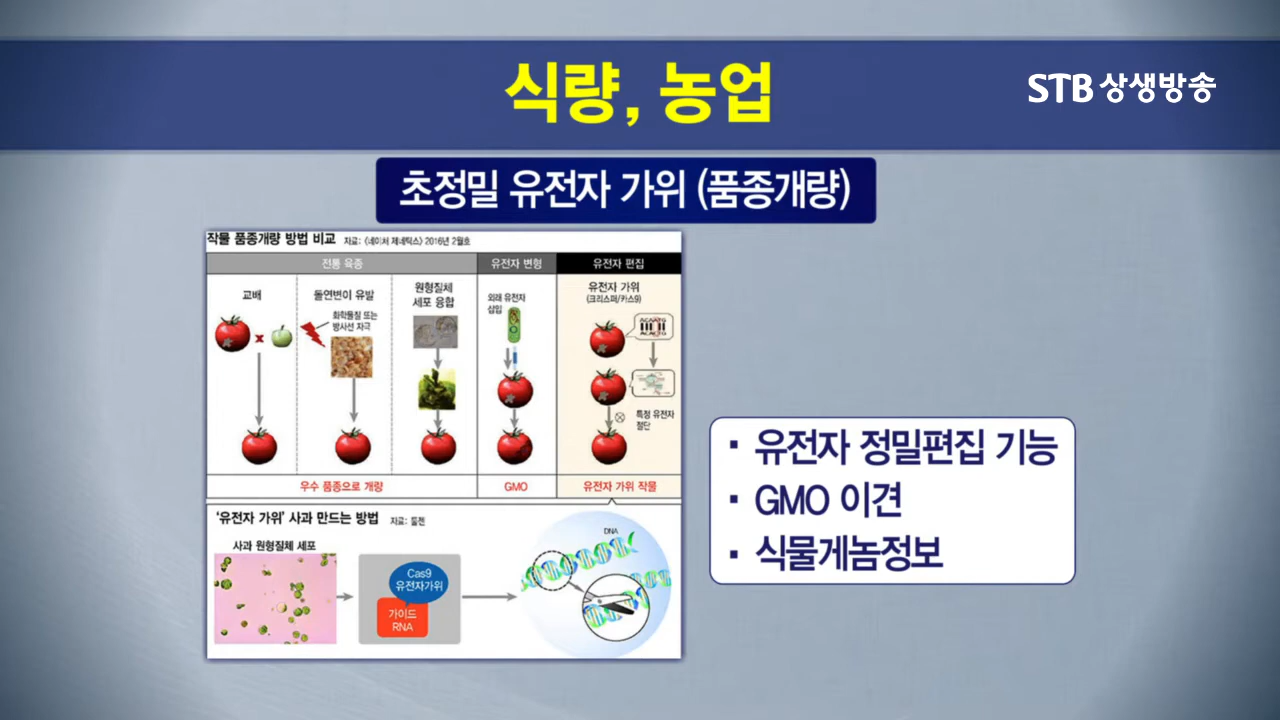 식량, 농업
STB 상생방송
초정밀 유전자 가위 (품종개량)
작물 품종개량 방법 비교 자료: 〈네이처 제네틱스〉 2016년 2월호
전통 육종
유전자 변형
유전자 편집
교배
돌연변이 유발
화학물질 또는
방사선 자극
원형질체
세포 융합
외래 유전자
삽입
유전자 가위
(크리스퍼/카스9)
특정 유전자
절단
우수 품종으로 개량
GMO
유전자 가위 작물
'유전자 가위' 사과 만드는 방법 자료: 툴젠
사과 원형질체 세포
Cas9
유전자가위
가이드
RNA
DNA
· 유전자 정밀편집 기능
· GMO 이견
· 식물게놈정보